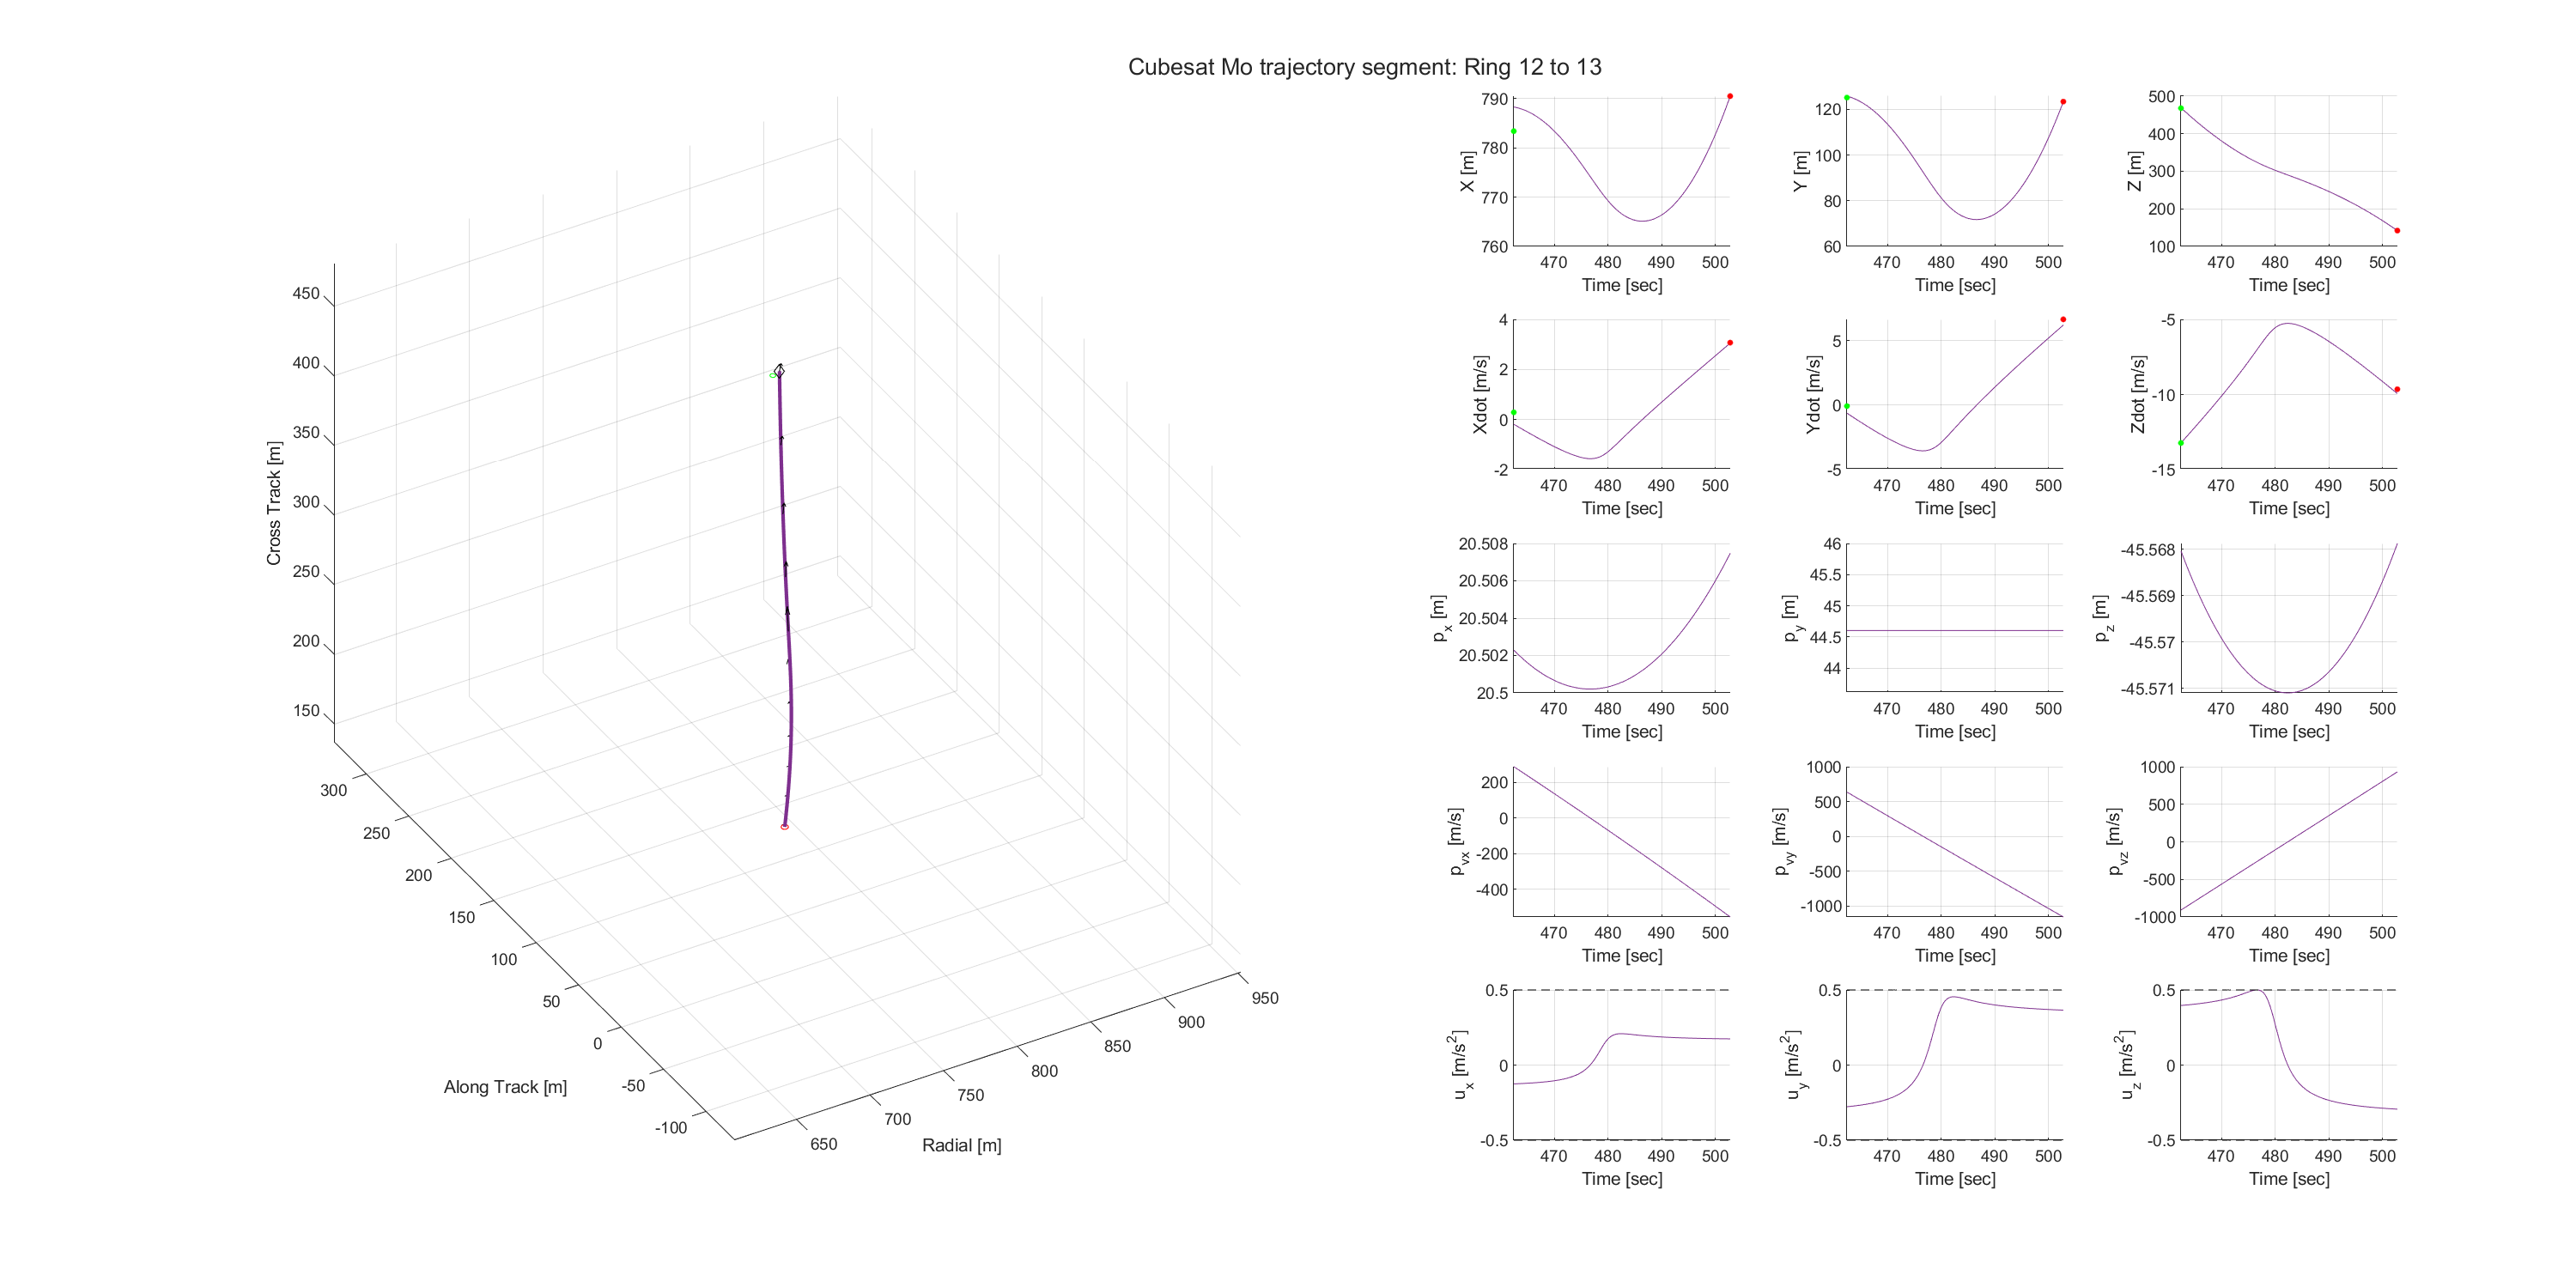 Cubesat Mo trajectory segment: Ring 12 to 13
Cross Track [m]
450
400
350
300
250
200
150
Along Track [m]
300
250
200
150
100
50
0
-50
-100
Radial [m]
650
700
750
800
850
900
950
X [m]
790
780
770
760
470 480 490 500
Time [sec]
Y [m]
120
100
80
60
470 480 490 500
Time [sec]
Z [m]
500
400
300
200
100
470 480 490 500
Time [sec]
Xdot [m/s]
4
2
0
-2
470 480 490 500
Time [sec]
Ydot [m/s]
5
0
-5
470 480 490 500
Time [sec]
Zdot [m/s]
-5
-10
-15
470 480 490 500
Time [sec]
p_x [m]
20.508
20.506
20.504
20.502
20.5
470 480 490 500
Time [sec]
p_y [m]
46
45.5
45
44.5
44
470 480 490 500
Time [sec]
p_z [m]
-45.568
-45.569
-45.57
-45.571
470 480 490 500
Time [sec]
p_vx [m/s]
200
0
-200
-400
470 480 490 500
Time [sec]
p_vy [m/s]
1000
500
0
-500
-1000
470 480 490 500
Time [sec]
p_vz [m/s]
1000
500
0
-500
-1000
470 480 490 500
Time [sec]
u_x [m/s²]
0.5
0
-0.5
470 480 490 500
Time [sec]
u_y [m/s²]
0.5
0
-0.5
470 480 490 500
Time [sec]
u_z [m/s²]
0.5
0
-0.5
470 480 490 500
Time [sec]